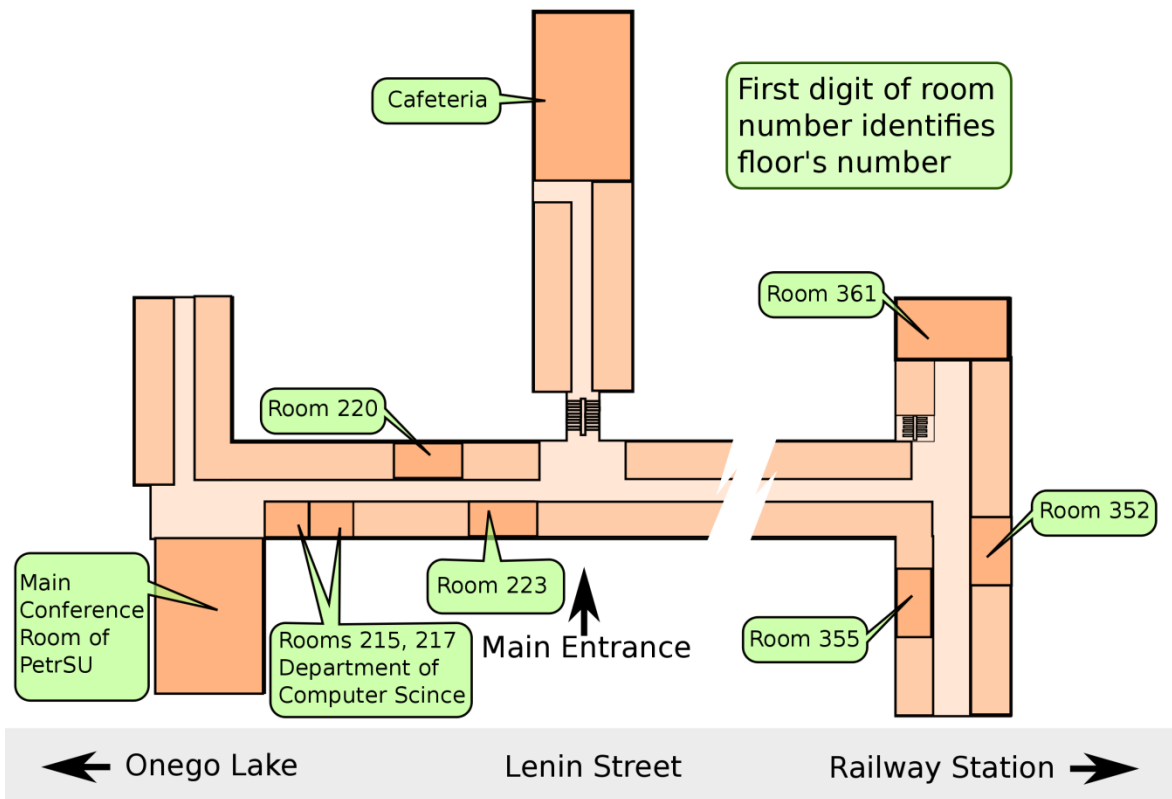 Cafeteria
First digit of room
number identifies
floor's number
Room 361
Room 220
Room 352
Room 223
Main
Conference
Room of
PetrSU
Rooms 215, 217
Department of
Computer Scince
Main Entrance
Room 355
Onego Lake
Lenin Street
Railway Station